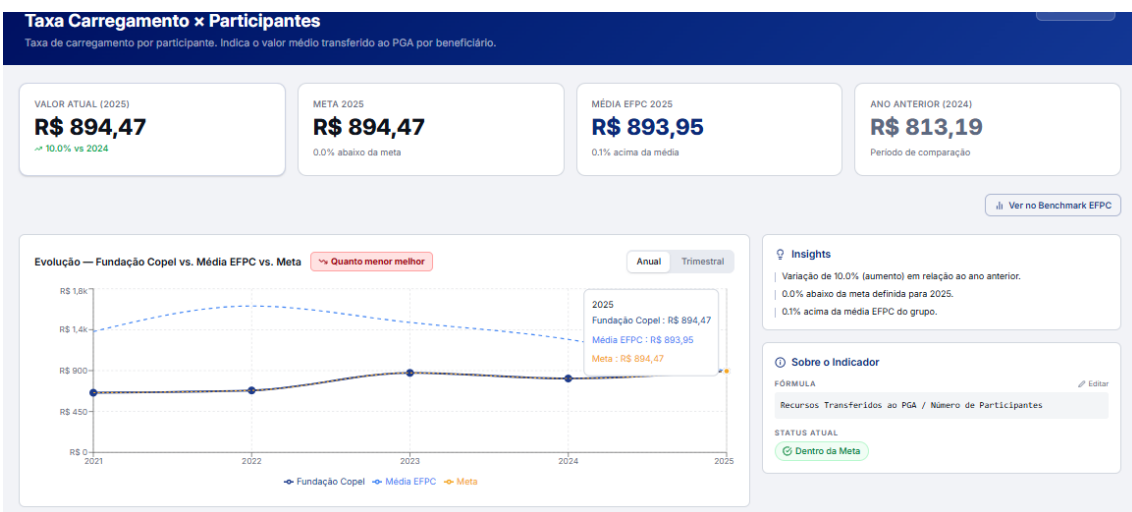 Taxa Carregamento × Participantes
Taxa de carregamento por participante. Indica o valor médio transferido ao PGA por beneficiário.
VALOR ATUAL (2025)
R$ 894,47
10.0% vs 2024
META 2025
R$ 894,47
0.0% abaixo da meta
MÉDIA EFPC 2025
R$ 893,95
0.1% acima da média
ANO ANTERIOR (2024)
R$ 813,19
Período de comparação
Ver no Benchmark EFPC
Evolução — Fundação Copel vs. Média EFPC vs. Meta
Quanto menor melhor
Anual
Trimestral
R$ 1,8k
R$ 1,4k
R$ 900
R$ 450
R$ 0
2021
2022
2023
2024
2025
2025
Fundação Copel : R$ 894,47
Média EFPC : R$ 893,95
Meta : R$ 894,47
Fundação Copel
Média EFPC
Meta
Insights
Variação de 10.0% (aumento) em relação ao ano anterior.
0.0% abaixo da meta definida para 2025.
0.1% acima da média EFPC do grupo.
Sobre o Indicador
FÓRMULA
Editar
Recursos Transferidos ao PGA / Número de Participantes
STATUS ATUAL
Dentro da Meta